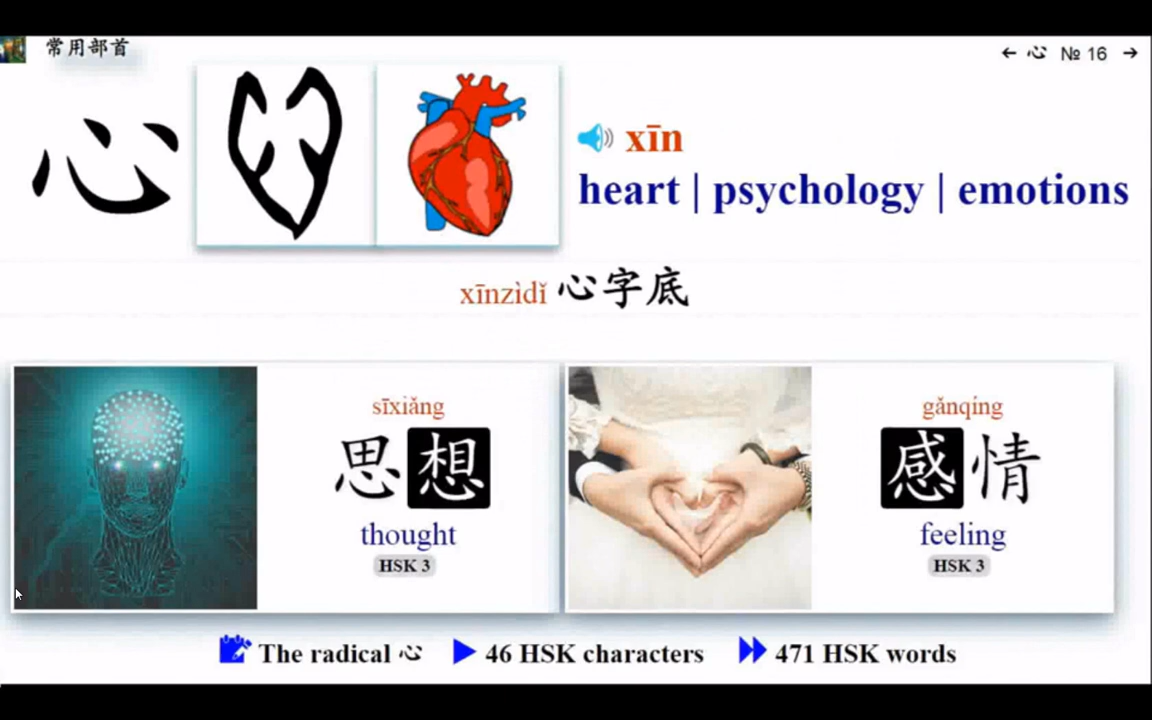 常用部首
← 心 № 16 →
心
xīn
heart | psychology | emotions
xīnzìdǐ 心字底
sīxiǎng
思想
thought
HSK 3
gǎnqing
感情
feeling
HSK 3
The radical 心
46 HSK characters
471 HSK words